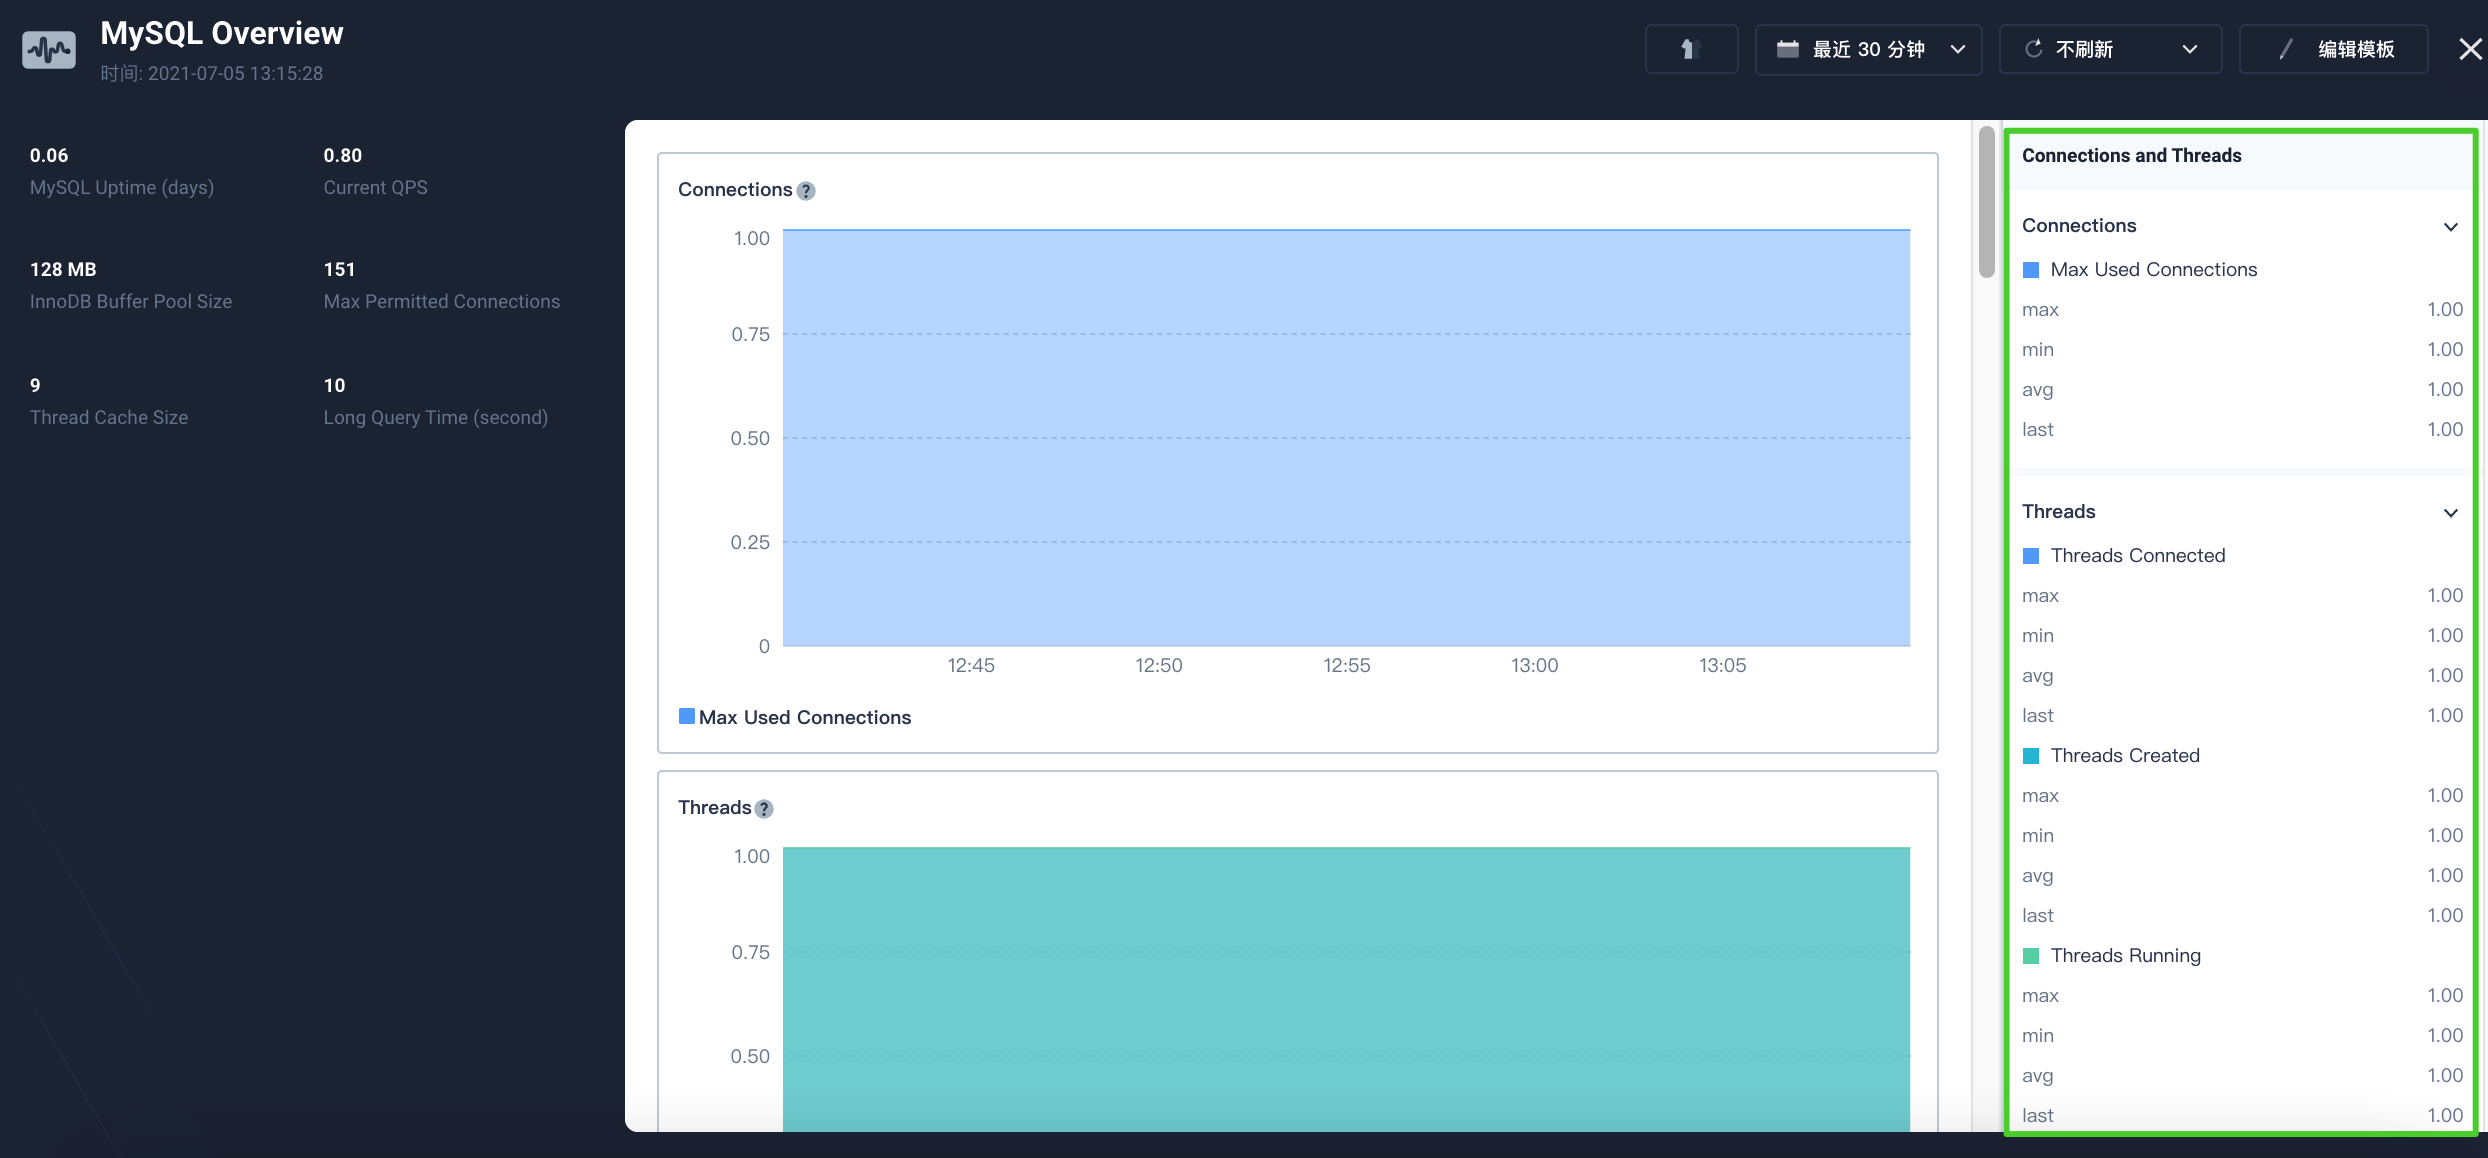 MySQL Overview
时间: 2021-07-05 13:15:28
最近 30 分钟
不刷新
编辑模板
0.06
MySQL Uptime (days)
0.80
Current QPS
128 MB
InnoDB Buffer Pool Size
151
Max Permitted Connections
9
Thread Cache Size
10
Long Query Time (second)
Connections ?
1.00
0.75
0.50
0.25
0
12:45 12:50 12:55 13:00 13:05
Max Used Connections
Threads ?
1.00
0.75
0.50
Connections and Threads
Connections
Max Used Connections
max 1.00
min 1.00
avg 1.00
last 1.00
Threads
Threads Connected
max 1.00
min 1.00
avg 1.00
last 1.00
Threads Created
max 1.00
min 1.00
avg 1.00
last 1.00
Threads Running
max 1.00
min 1.00
avg 1.00
last 1.00